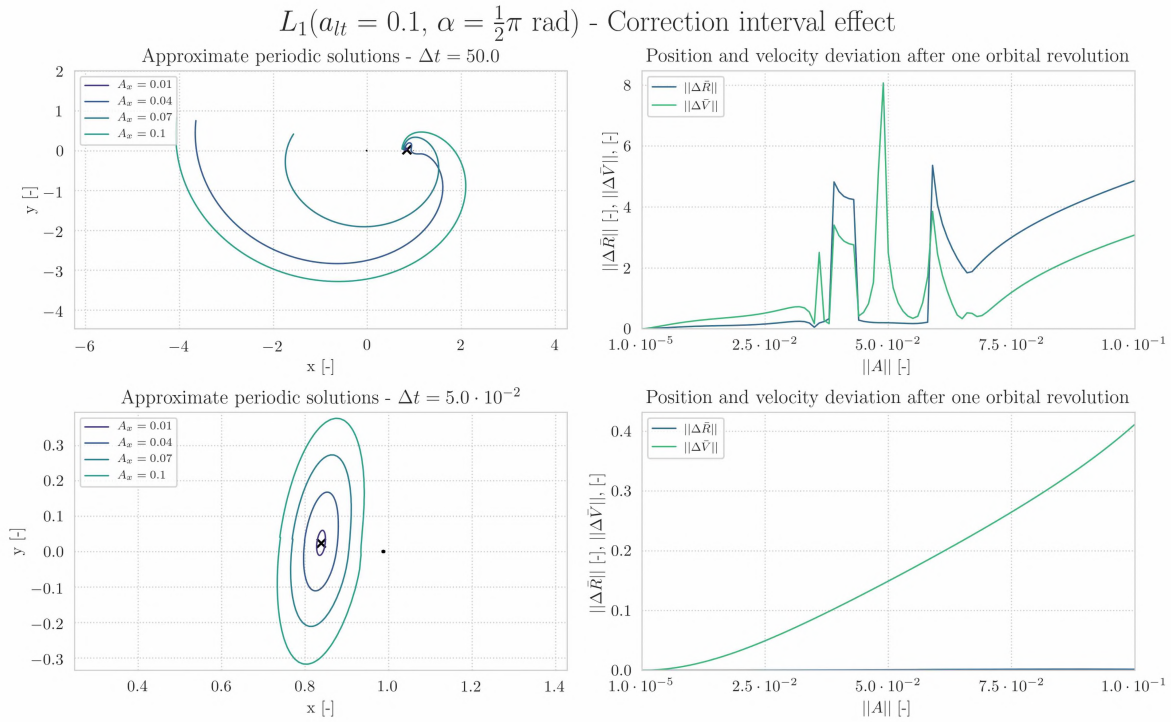 L₁(a_{lt} = 0.1, α = ½π rad) - Correction interval effect
Approximate periodic solutions - Δt = 50.0
A_x = 0.01
A_x = 0.04
A_x = 0.07
A_x = 0.1
y [-]
2
1
0
−1
−2
−3
−4
−6
−4
−2
0
2
4
x [-]
Position and velocity deviation after one orbital revolution
||ΔR̄||
||ΔV̄||
||ΔR̄|| [-], ||ΔV̄||, [-]
8
6
4
2
0
1.0 · 10⁻⁵
2.5 · 10⁻²
5.0 · 10⁻²
7.5 · 10⁻²
1.0 · 10⁻¹
||A|| [-]
Approximate periodic solutions - Δt = 5.0 · 10⁻²
A_x = 0.01
A_x = 0.04
A_x = 0.07
A_x = 0.1
y [-]
0.3
0.2
0.1
0.0
−0.1
−0.2
−0.3
0.4
0.6
0.8
1.0
1.2
1.4
x [-]
Position and velocity deviation after one orbital revolution
||ΔR̄||
||ΔV̄||
||ΔR̄|| [-], ||ΔV̄||, [-]
0.4
0.3
0.2
0.1
0.0
1.0 · 10⁻⁵
2.5 · 10⁻²
5.0 · 10⁻²
7.5 · 10⁻²
1.0 · 10⁻¹
||A|| [-]